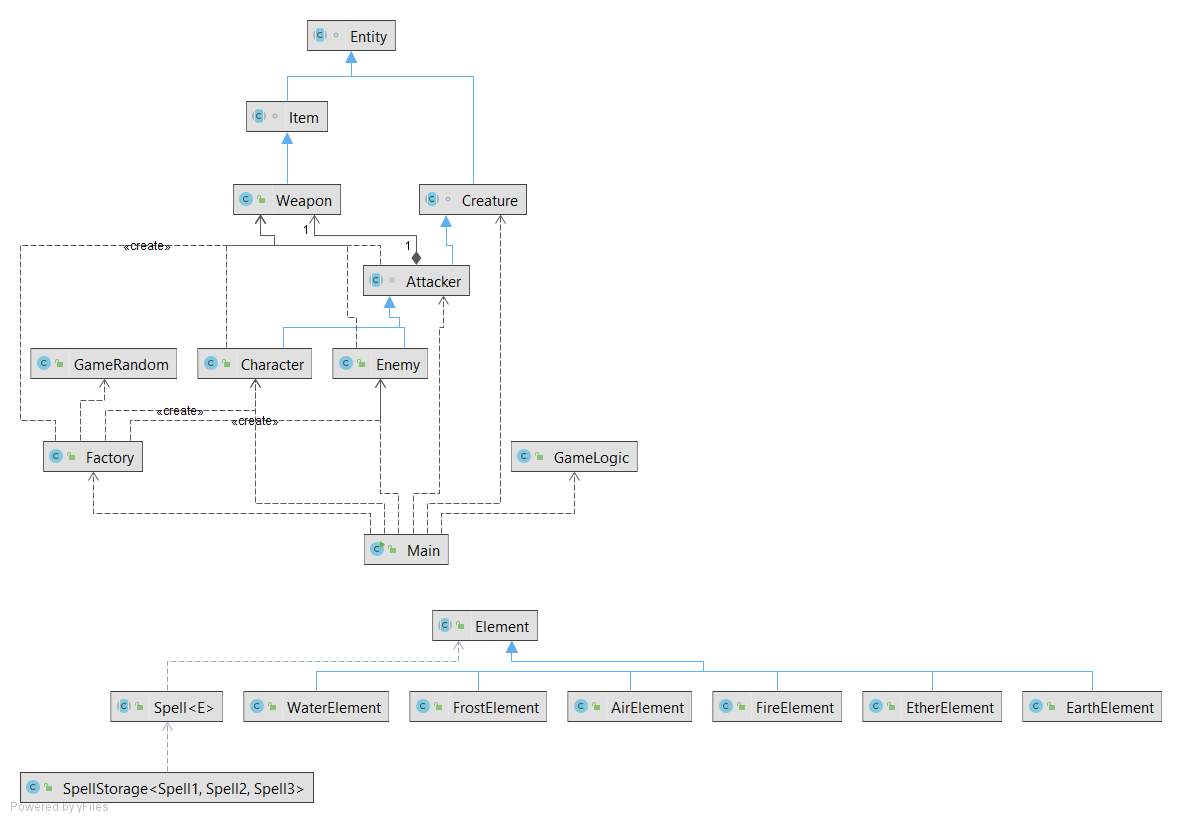 Entity
Item
Weapon
Creature
1
«create»
1
Attacker
GameRandom
Character
Enemy
«create»
«create»
Factory
GameLogic
Main
Element
Spell<E>
WaterElement
FrostElement
AirElement
FireElement
EtherElement
EarthElement
SpellStorage<Spell1, Spell2, Spell3>
Powered by yFiles